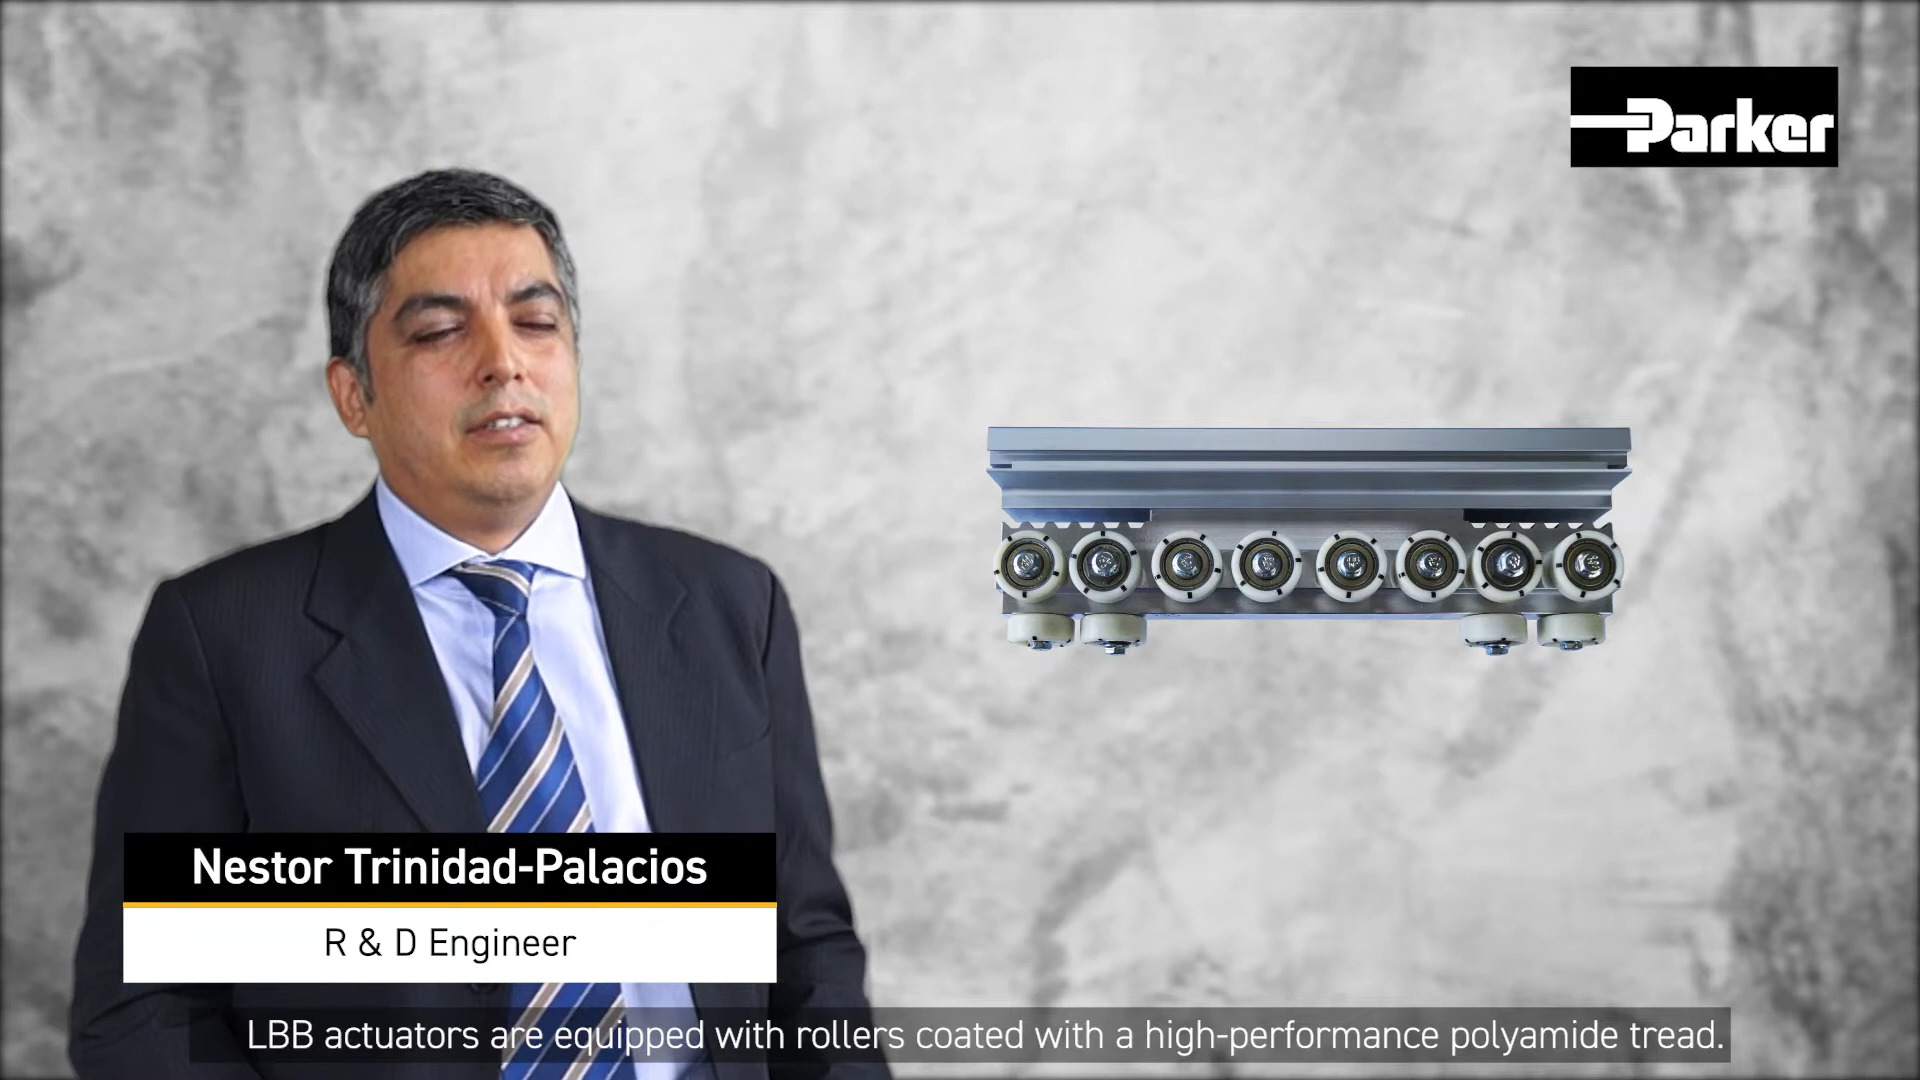 Parker
Nestor Trinidad-Palacios
R & D Engineer
LBB actuators are equipped with rollers coated with a high-performance polyamide tread.